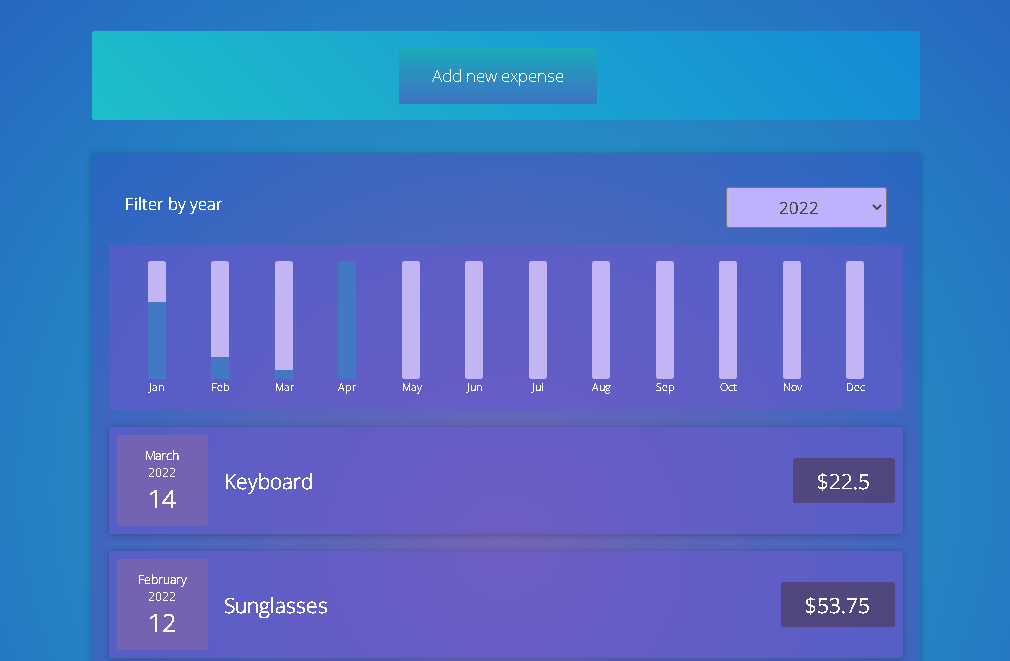 Add new expense
Filter by year
2022
Jan Feb Mar Apr May Jun Jul Aug Sep Oct Nov Dec
March
2022
14
Keyboard
$22.5
February
2022
12
Sunglasses
$53.75